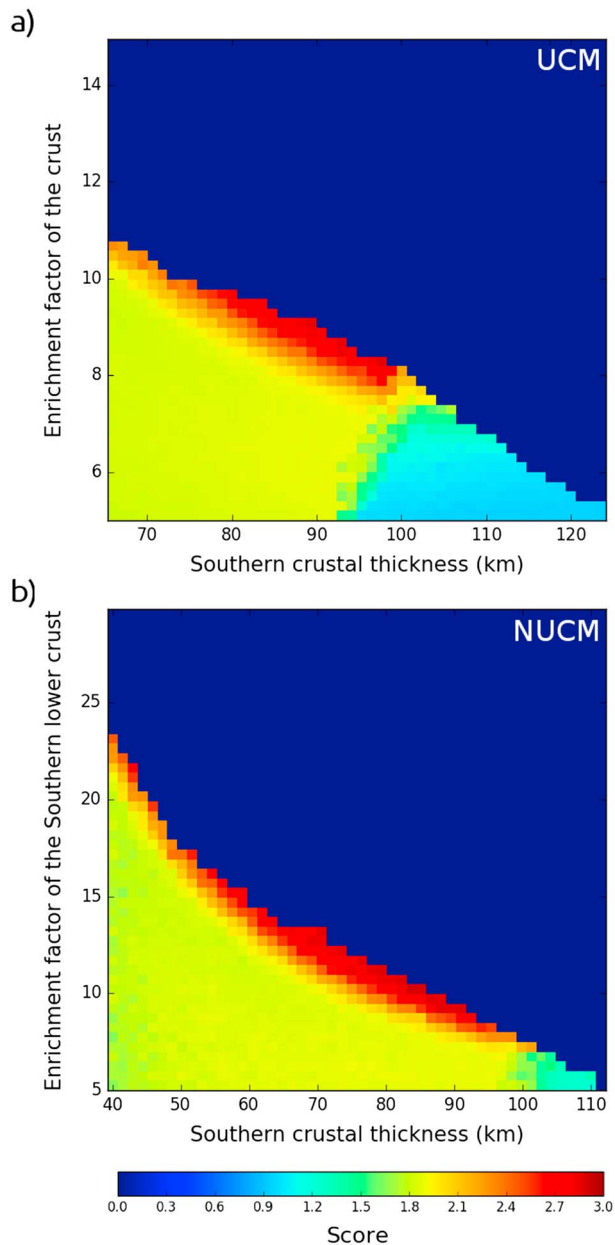 a)
UCM
Enrichment factor of the crust
14
12
10
8
6
70 80 90 100 110 120
Southern crustal thickness (km)
b)
NUCM
Enrichment factor of the Southern lower crust
25
20
15
10
5
40 50 60 70 80 90 100 110
Southern crustal thickness (km)
0.0 0.3 0.6 0.9 1.2 1.5 1.8 2.1 2.4 2.7 3.0
Score